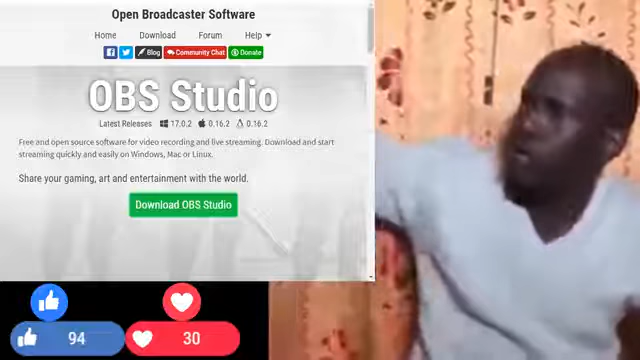 Open Broadcaster Software
Home Download Forum Help
Blog Community Chat Donate
OBS Studio
Latest Releases 17.0.2 0.16.2 0.16.2
Free and open source software for video recording and live streaming. Download and start
streaming quickly and easily on Windows, Mac or Linux.
Share your gaming, art and entertainment with the world.
Download OBS Studio
94 30